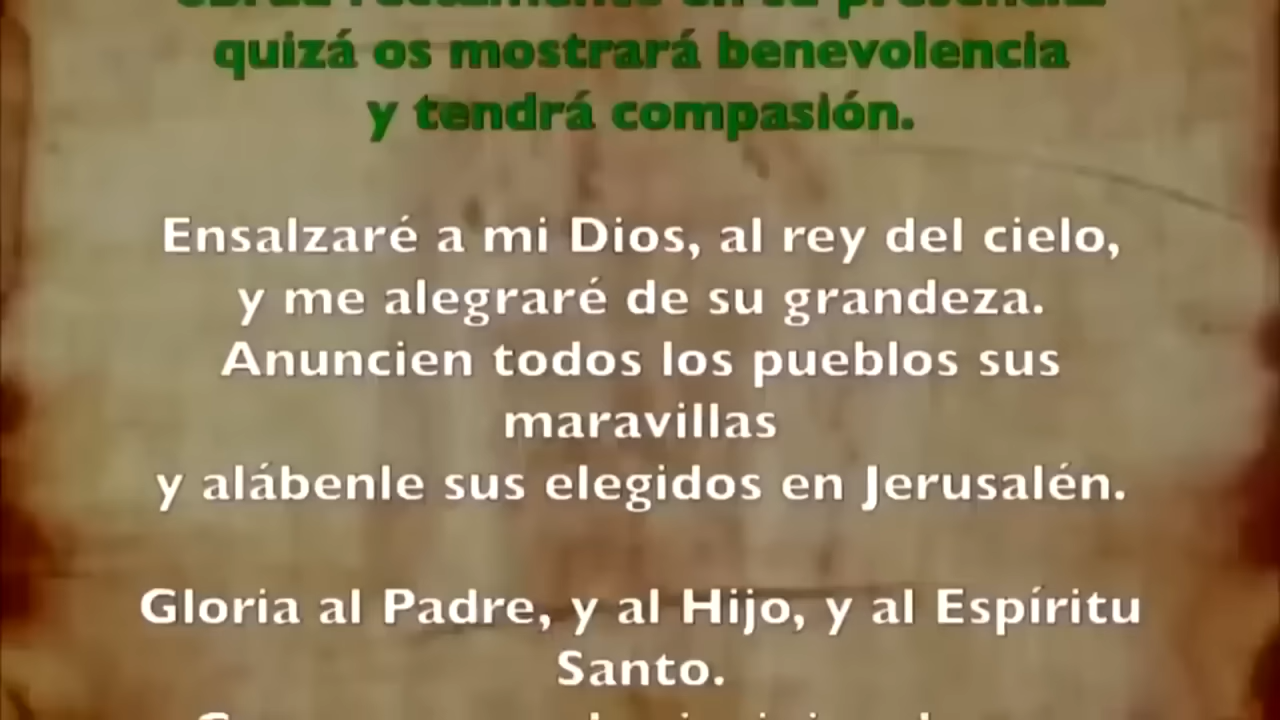 quizá os mostrará benevolencia
y tendrá compasión.
Ensalzaré a mi Dios, al rey del cielo,
y me alegraré de su grandeza.
Anuncien todos los pueblos sus
maravillas
y alábenle sus elegidos en Jerusalén.
Gloria al Padre, y al Hijo, y al Espíritu
Santo.